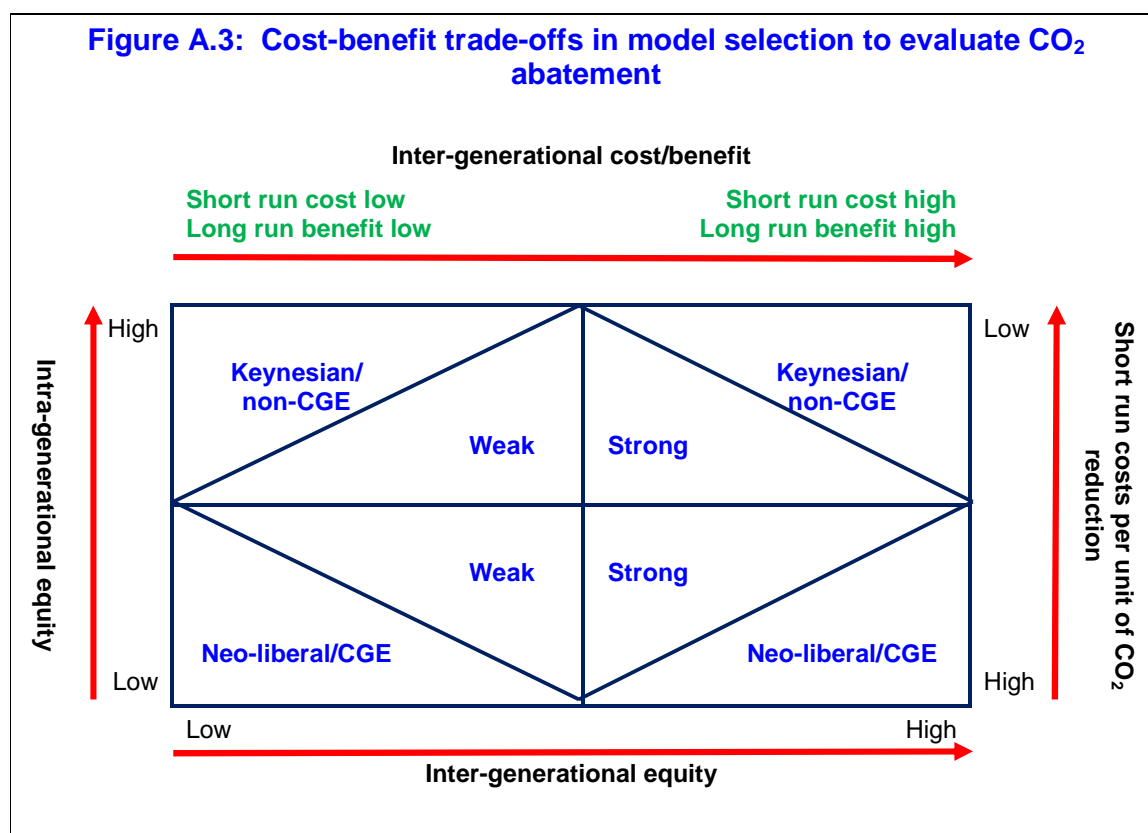 Figure A.3: Cost-benefit trade-offs in model selection to evaluate CO₂
abatement
Inter-generational cost/benefit
Short run cost low
Long run benefit low
Short run cost high
Long run benefit high
High
Low
Intra-generational equity
Keynesian/
non-CGE
Keynesian/
non-CGE
Weak
Strong
Weak
Strong
Neo-liberal/CGE
Neo-liberal/CGE
Low
High
Short run costs per unit of CO₂
reduction
Low
High
Inter-generational equity